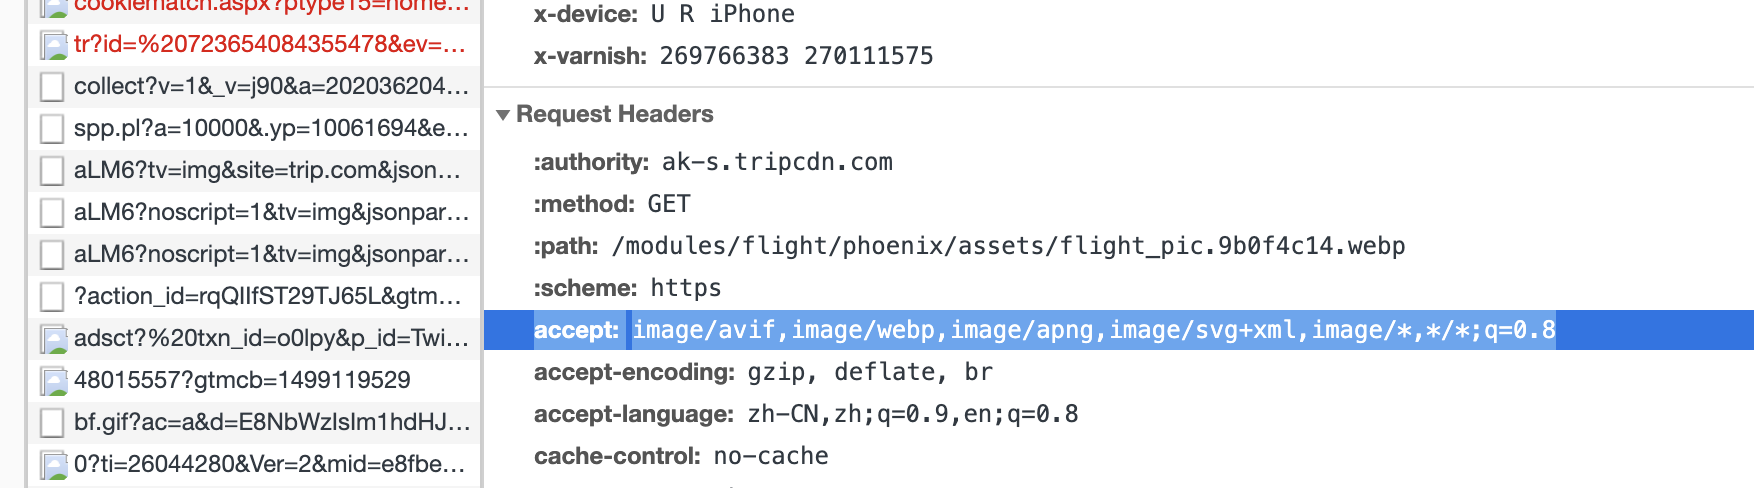 cookiematch.aspx?ptype15=home...
tr?id=%20723654084355478&ev=...
collect?v=1&_v=j90&a=202036204...
spp.pl?a=10000&.yp=10061694&e...
aLM6?tv=img&site=trip.com&json...
aLM6?noscript=1&tv=img&jsonpar...
aLM6?noscript=1&tv=img&jsonpar...
?action_id=rqQIIfST29TJ65L&gtm...
adsct?%20txn_id=o0lpy&p_id=Twi...
48015557?gtmcb=1499119529
bf.gif?ac=a&d=E8NbWzIsIm1hdHJ...
0?ti=26044280&Ver=2&mid=e8fbe...
x-device: U R iPhone
x-varnish: 269766383 270111575
Request Headers
:authority: ak-s.tripcdn.com
:method: GET
:path: /modules/flight/phoenix/assets/flight_pic.9b0f4c14.webp
:scheme: https
accept: image/avif,image/webp,image/apng,image/svg+xml,image/*,*/*;q=0.8
accept-encoding: gzip, deflate, br
accept-language: zh-CN,zh;q=0.9,en;q=0.8
cache-control: no-cache